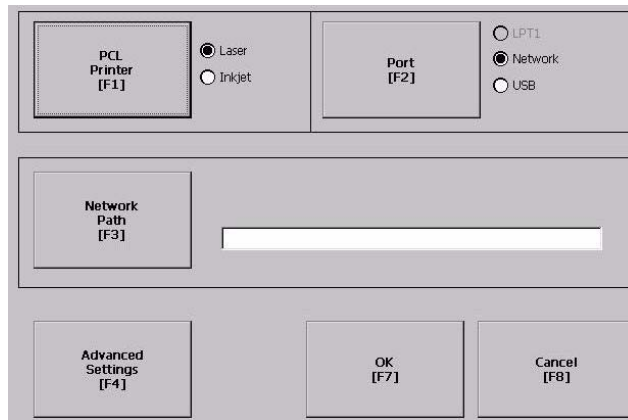 PCL
Printer
[F1]
Laser
Inkjet
Port
[F2]
LPT1
Network
USB
Network
Path
[F3]
Advanced
Settings
[F4]
OK
[F7]
Cancel
[F8]